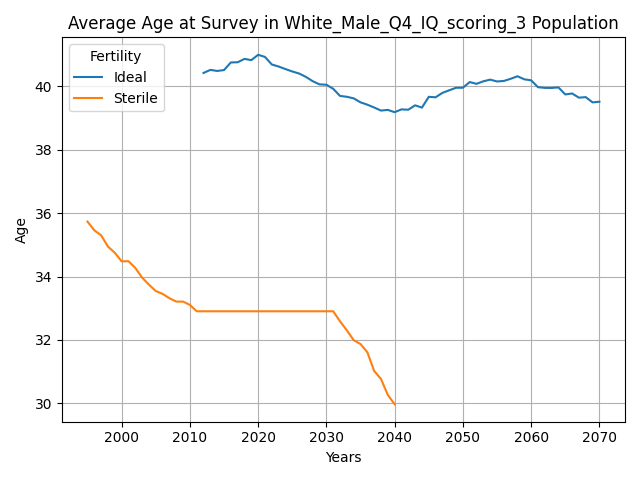 Average Age at Survey in White_Male_Q4_IQ_scoring_3 Population
Fertility
Ideal
Sterile
Age
40
38
36
34
32
30
2000
2010
2020
2030
2040
2050
2060
2070
Years